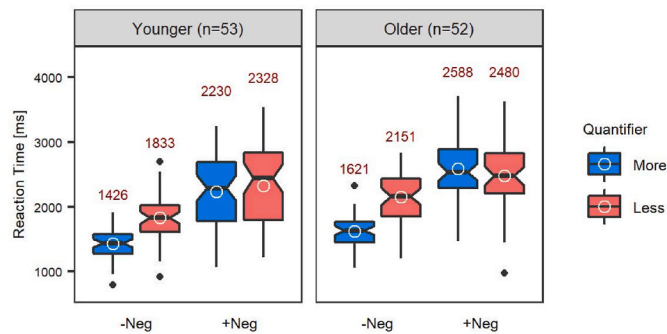 Younger (n=53)
Older (n=52)
Reaction Time [ms]
4000
3000
2000
1000
1426
1833
2230
2328
1621
2151
2588
2480
-Neg
+Neg
-Neg
+Neg
Quantifier
More
Less